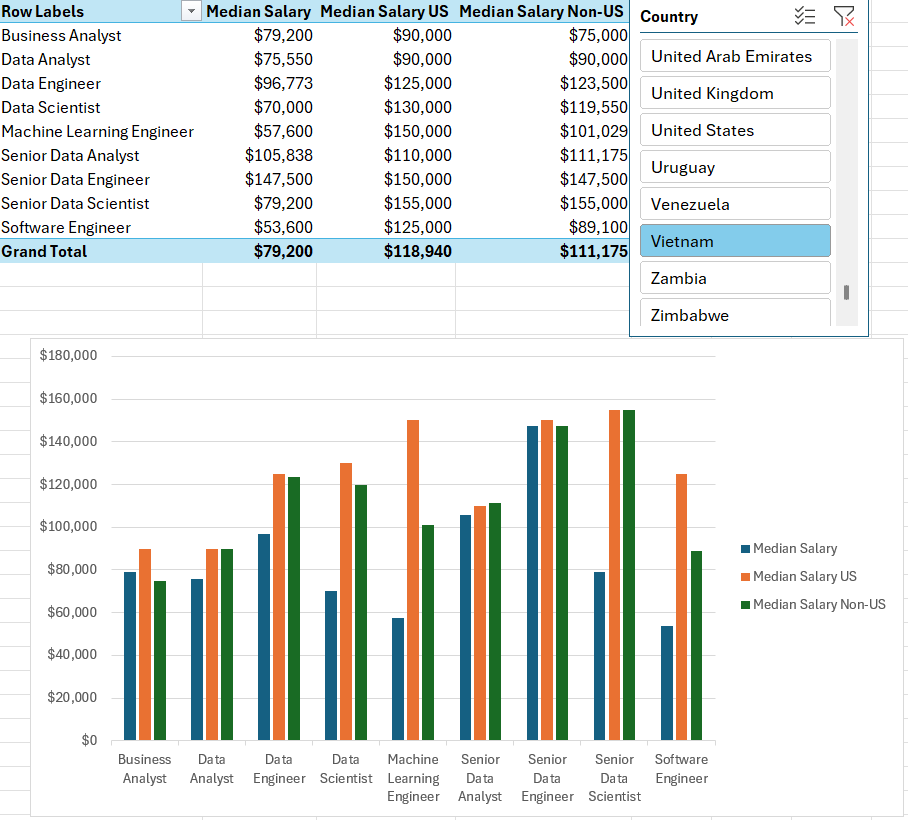 Row Labels Median Salary Median Salary US Median Salary Non-US
Business Analyst $79,200 $90,000 $75,000
Data Analyst $75,550 $90,000 $90,000
Data Engineer $96,773 $125,000 $123,500
Data Scientist $70,000 $130,000 $119,550
Machine Learning Engineer $57,600 $150,000 $101,029
Senior Data Analyst $105,838 $110,000 $111,175
Senior Data Engineer $147,500 $150,000 $147,500
Senior Data Scientist $79,200 $155,000 $155,000
Software Engineer $53,600 $125,000 $89,100
Grand Total $79,200 $118,940 $111,175
Country
United Arab Emirates
United Kingdom
United States
Uruguay
Venezuela
Vietnam
Zambia
Zimbabwe
$180,000
$160,000
$140,000
$120,000
$100,000
$80,000
$60,000
$40,000
$20,000
$0
Business Analyst
Data Analyst
Data Engineer
Data Scientist
Machine Learning Engineer
Senior Data Analyst
Senior Data Engineer
Senior Data Scientist
Software Engineer
Median Salary
Median Salary US
Median Salary Non-US